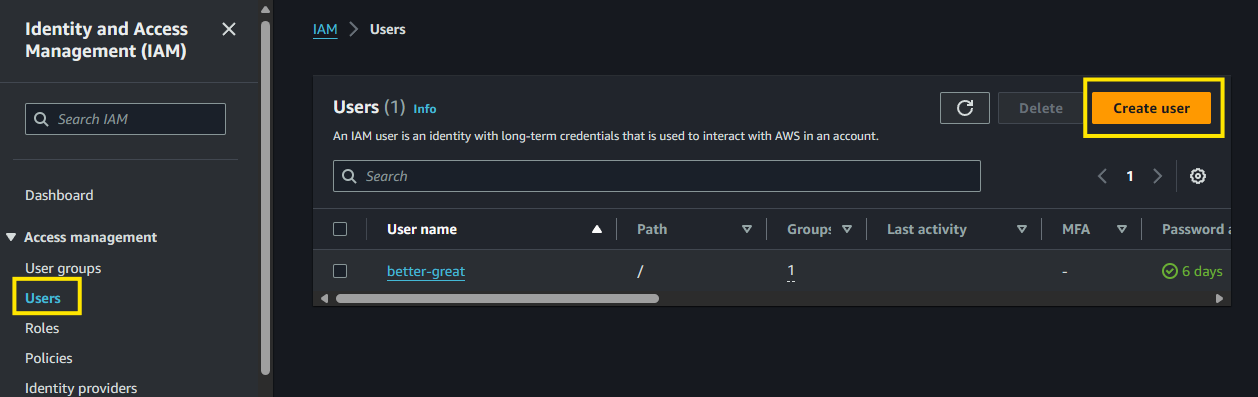 Identity and Access
Management (IAM)
Search IAM
Dashboard
Access management
User groups
Users
Roles
Policies
Identity providers
IAM > Users
Users (1) Info
Delete
Create user
An IAM user is an identity with long-term credentials that is used to interact with AWS in an account.
Search
1
User name Path Groups Last activity MFA Password a
better-great / 1 - 6 days